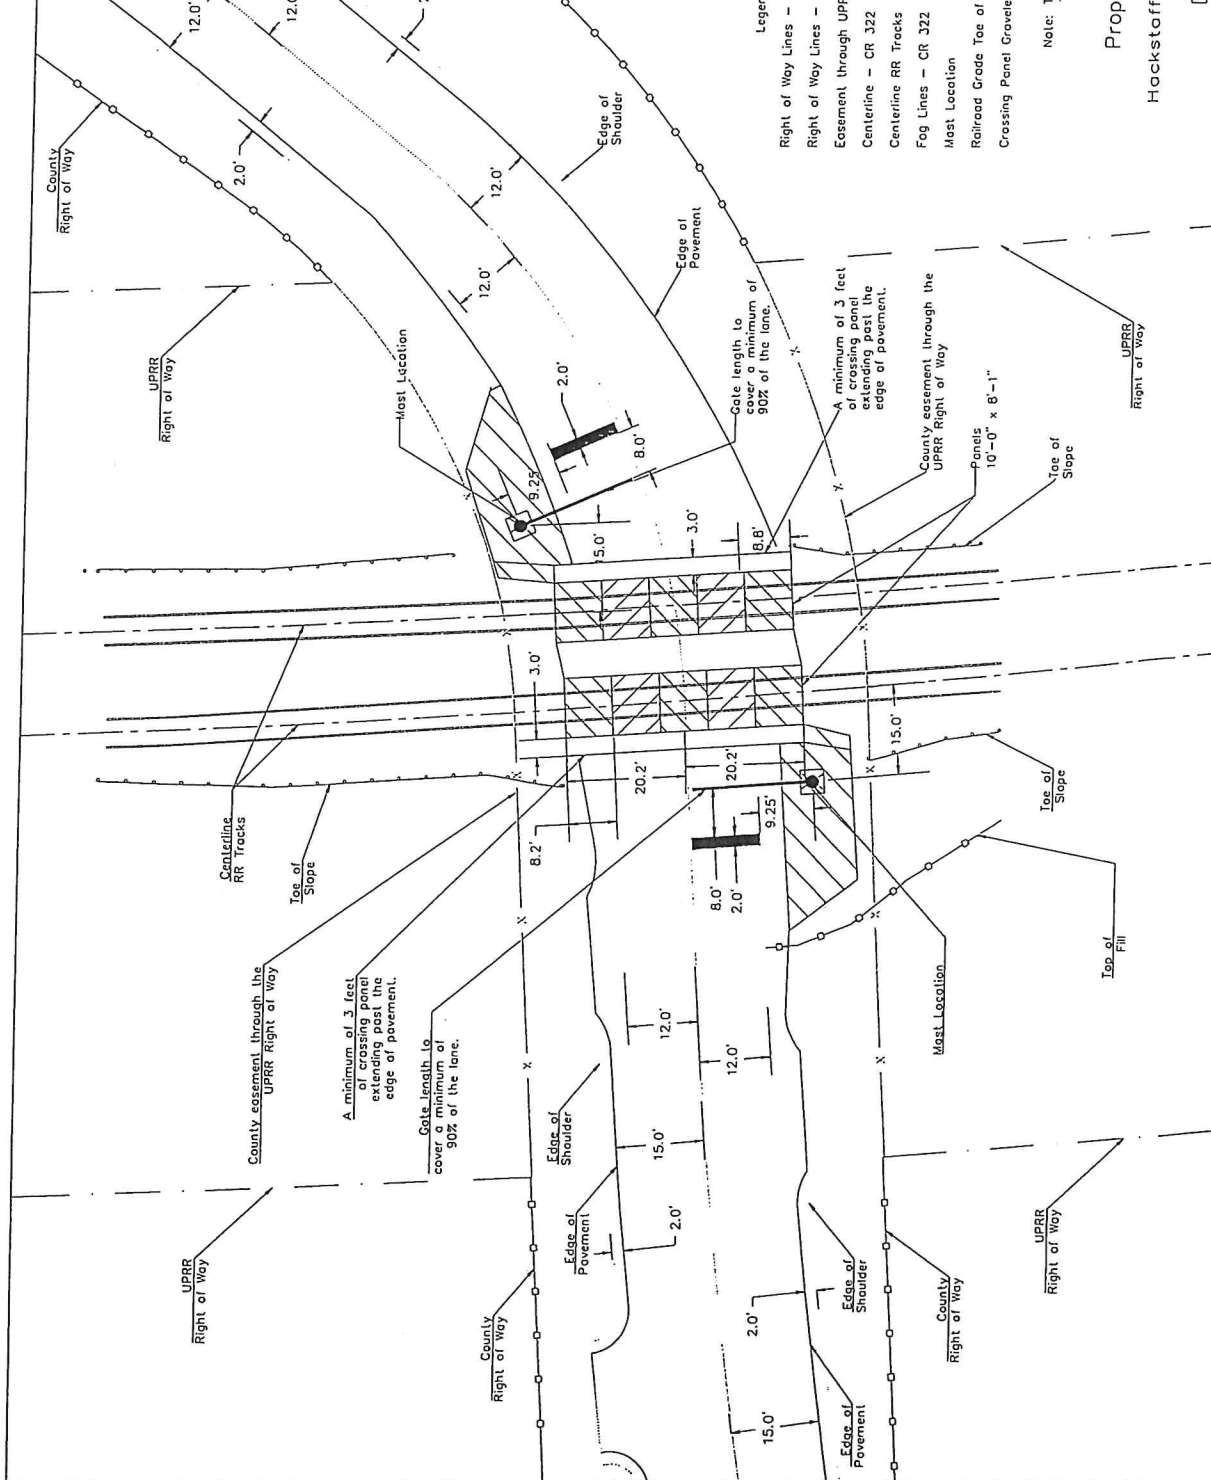 12.0'
12.0
2.0'
County
Right of Way
Edge of
Shoulder
12.0'
12.0'
Edge of
Pavement
UPRR
Right of Way
Mast Location
2.0'
8.0'
9.25
Gate length to
cover a minimum of
90% of the lane.
A minimum of 3 feet
of crossing panel
extending past the
edge of pavement.
County easement through the
UPRR Right of Way
Panels
10'-0" x 8'-1"
Toe of
Slope
UPRR
Right of Way
15.0'
3.0'
8.8'
3.0'
20.2'
20.2'
15.0'
8.2'
9.25'
8.0'
2.0'
Centerline
RR Tracks
Toe of
Slope
Toe of
Slope
Top of
Fill
Mast Location
County easement through the
UPRR Right of Way
A minimum of 3 feet
of crossing panel
extending past the
edge of pavement.
Gate length to
cover a minimum of
90% of the lane.
12.0'
12.0'
Edge of
Shoulder
15.0'
Edge of
Pavement
2.0'
UPRR
Right of Way
County
Right of Way
2.0'
Edge of
Shoulder
County
Right of Way
UPRR
Right of Way
15.0'
Edge of
Pavement
Right of Way Lines -
Right of Way Lines -
Easement through UPR
Centerline - CR 322
Centerline RR Tracks
Fog Lines - CR 322
Mast Location
Railroad Grade Toe of
Crossing Panel Gravele
Note:
Prop
Hackstaff